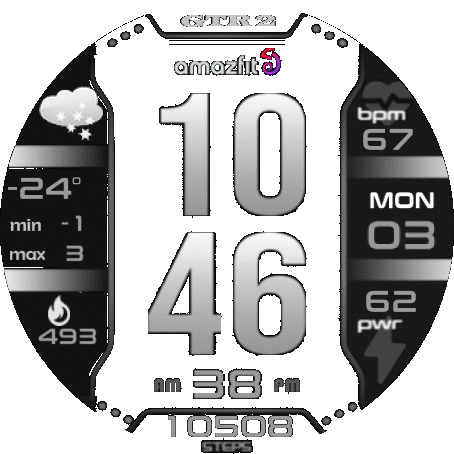 GTR 2
amazfit
10
46
AM 38 PM
10508
STEPS
-24°
min -1
max 3
493
bpm
67
MON
03
62
pwr